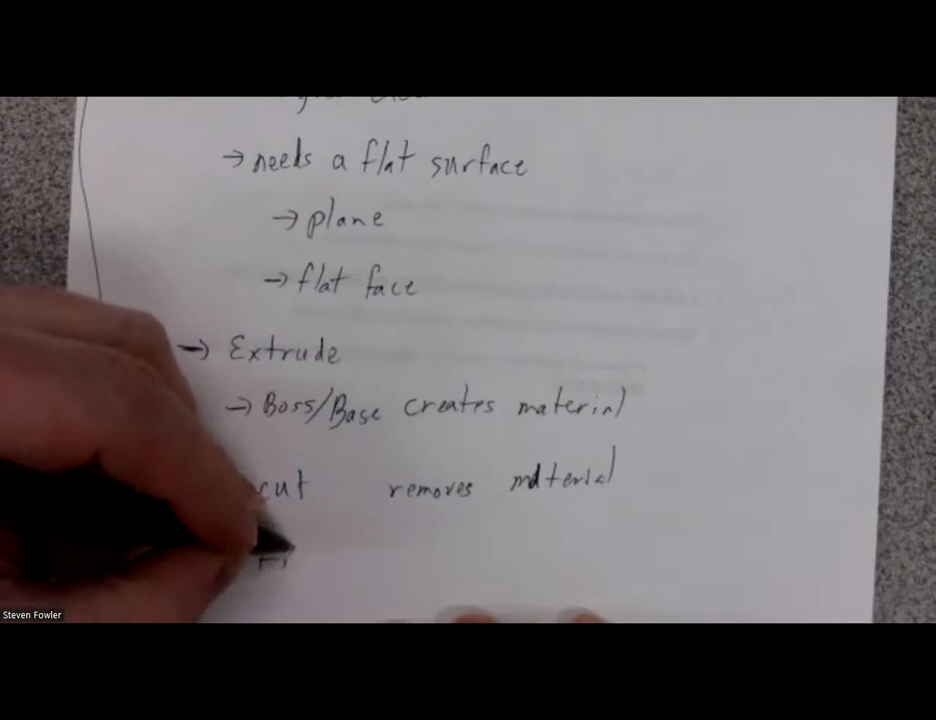 → needs a flat surface
→ plane
→ flat face
→ Extrude
→ Boss/Base creates material
cut removes material
Steven Fowler